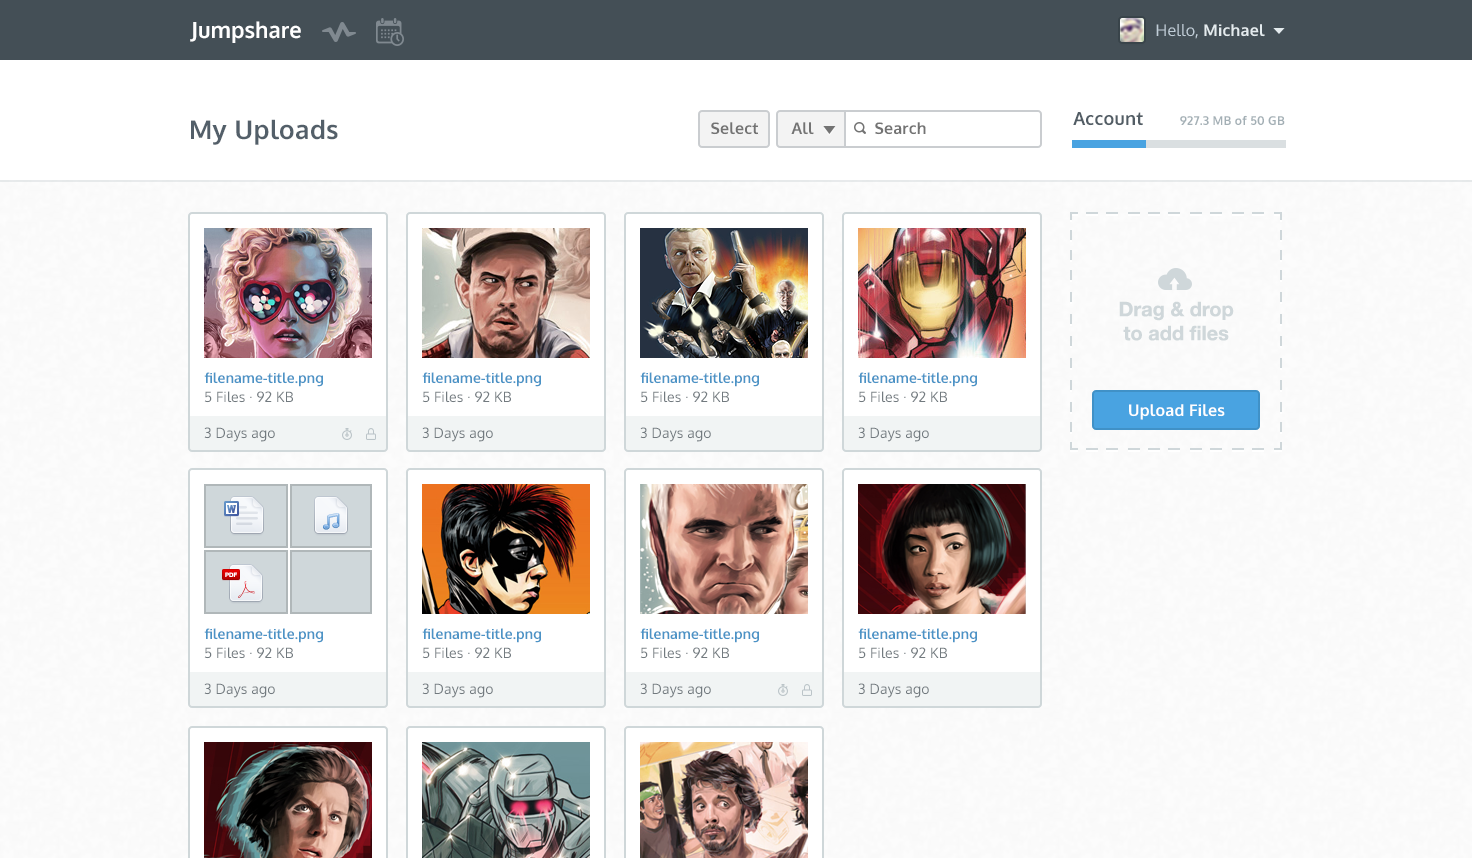 Jumpshare
Hello, Michael
My Uploads
Select
All
Search
Account
927.3 MB of 50 GB
filename-title.png
5 Files · 92 KB
3 Days ago
filename-title.png
5 Files · 92 KB
3 Days ago
filename-title.png
5 Files · 92 KB
3 Days ago
filename-title.png
5 Files · 92 KB
3 Days ago
Drag & drop
to add files
Upload Files
W
PDF
filename-title.png
5 Files · 92 KB
3 Days ago
filename-title.png
5 Files · 92 KB
3 Days ago
filename-title.png
5 Files · 92 KB
3 Days ago
filename-title.png
5 Files · 92 KB
3 Days ago